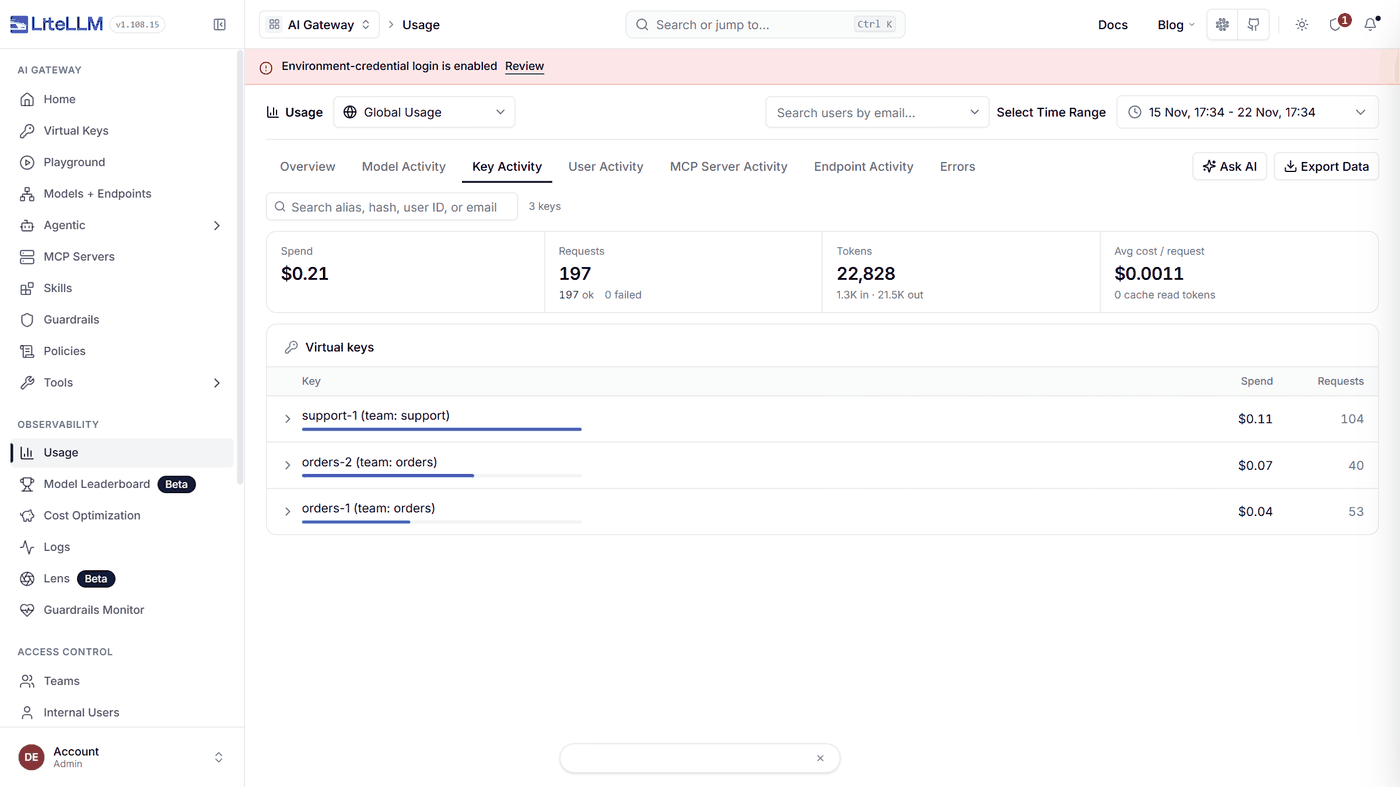 LiteLLM v1.108.15
AI Gateway > Usage
Search or jump to... Ctrl K
Docs
Blog
1
Environment-credential login is enabled Review
AI GATEWAY
Home
Virtual Keys
Playground
Models + Endpoints
Agentic
MCP Servers
Skills
Guardrails
Policies
Tools
OBSERVABILITY
Usage
Model Leaderboard Beta
Cost Optimization
Logs
Lens Beta
Guardrails Monitor
ACCESS CONTROL
Teams
Internal Users
DE Account
Admin
Usage Global Usage Search users by email... Select Time Range 15 Nov, 17:34 - 22 Nov, 17:34
Overview Model Activity Key Activity User Activity MCP Server Activity Endpoint Activity Errors Ask AI Export Data
Search alias, hash, user ID, or email 3 keys
Spend
$0.21
Requests
197
197 ok 0 failed
Tokens
22,828
1.3K in · 21.5K out
Avg cost / request
$0.0011
0 cache read tokens
Virtual keys
Key Spend Requests
support-1 (team: support) $0.11 104
orders-2 (team: orders) $0.07 40
orders-1 (team: orders) $0.04 53